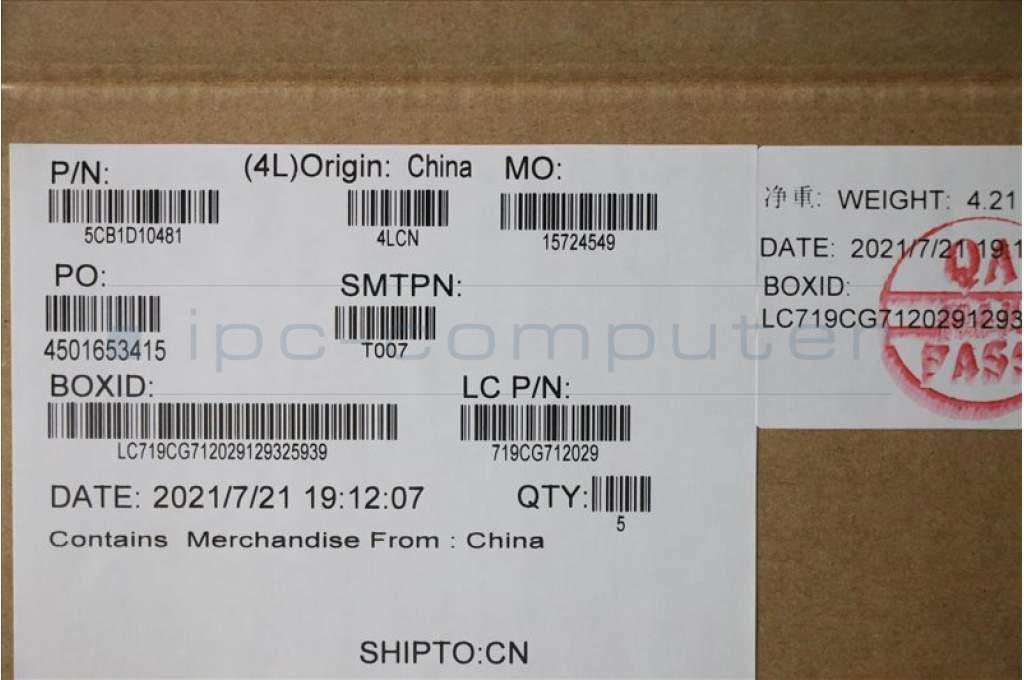 P/N:
5CB1D10481
(4L)Origin: China
4LCN
MO:
15724549
PO:
4501653415
SMTPN:
T007
BOXID:
LC719CG712029129325939
LC P/N:
719CG712029
DATE: 2021/7/21 19:12:07
QTY:
5
Contains Merchandise From : China
SHIPTO:CN
净重: WEIGHT: 4.21
DATE: 2021/7/21 19:1
BOXID:
LC719CG7120291293
QA
PASS
ipc-computer